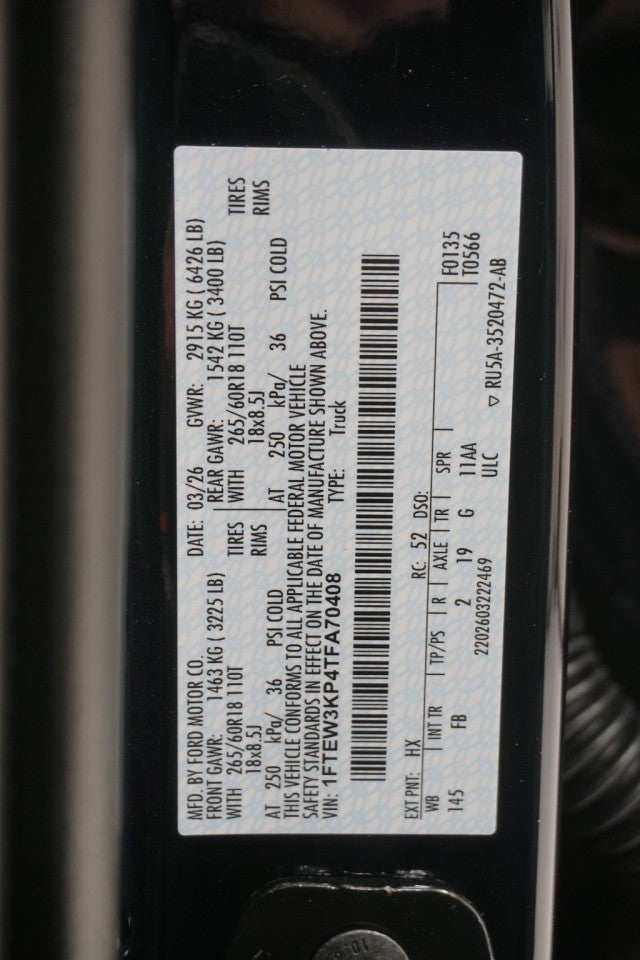 MFD. BY FORD MOTOR CO. DATE: 03/26 GVWR: 2915 KG ( 6426 LB)
FRONT GAWR: 1463 KG ( 3225 LB) REAR GAWR: 1542 KG ( 3400 LB)
WITH 265/60R18 110T TIRES WITH 265/60R18 110T TIRES
18x8.5J RIMS 18x8.5J RIMS
AT 250 kPa/ 36 PSI COLD AT 250 kPa/ 36 PSI COLD
THIS VEHICLE CONFORMS TO ALL APPLICABLE FEDERAL MOTOR VEHICLE
SAFETY STANDARDS IN EFFECT ON THE DATE OF MANUFACTURE SHOWN ABOVE.
VIN: 1FTEW3KP4TFA70408 TYPE: Truck
EXT PNT: HX RC: 52 DSO: F0135
WB INT TR TP/PS R AXLE TR SPR T0566
145 FB 2 19 G 11AA
2202603222469 ULC
▽ RU5A-3520472-AB